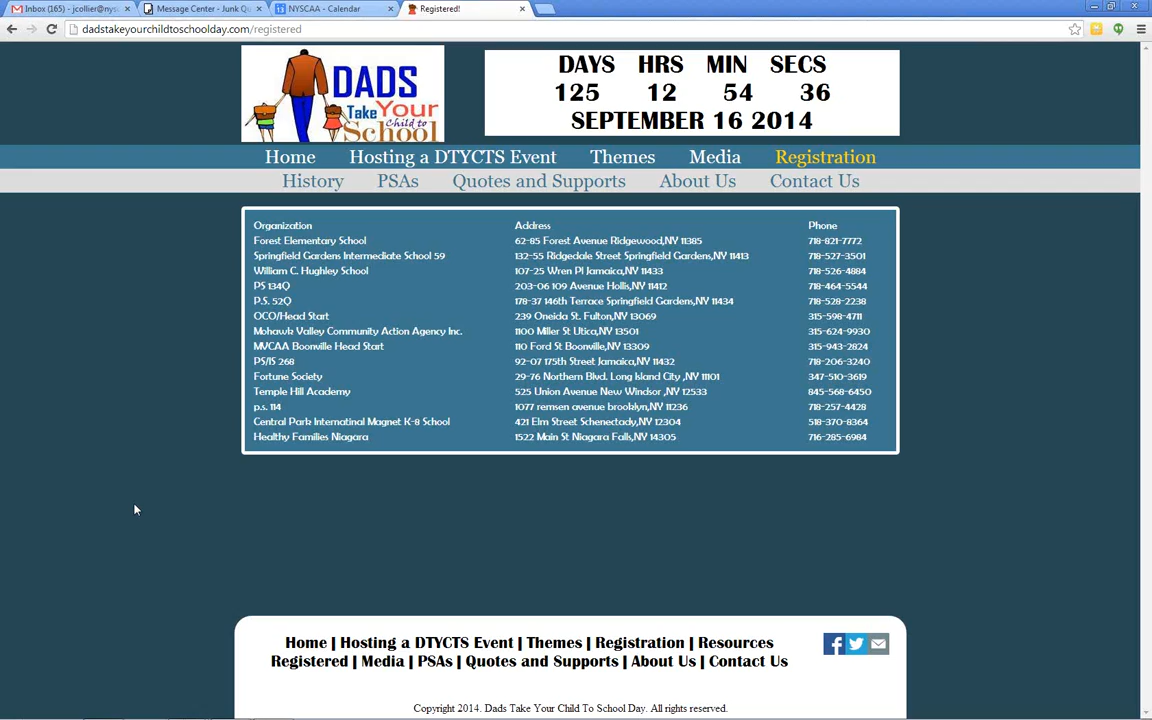 Inbox (165) - jcollier@nys
Message Center - Junk Qu
NYSCAA - Calendar
Registered!
dadstakeyourchildtoschoolday.com/registered
DADS
Take Your
Child to
School
DAYS HRS MIN SECS
125 12 54 36
SEPTEMBER 16 2014
Home Hosting a DTYCTS Event Themes Media Registration
History PSAs Quotes and Supports About Us Contact Us
Organization Address Phone
Forest Elementary School 62-85 Forest Avenue Ridgewood,NY 11385 718-821-7772
Springfield Gardens Intermediate School 59 132-55 Ridgedale Street Springfield Gardens,NY 11413 718-527-3501
William C. Hughley School 107-25 Wren Pl Jamaica,NY 11433 718-526-4884
PS 134Q 203-06 109 Avenue Hollis,NY 11412 718-464-5544
P.S. 52Q 178-37 146th Terrace Springfield Gardens,NY 11434 718-528-2238
OCO/Head Start 239 Oneida St. Fulton,NY 13069 315-598-4711
Mohawk Valley Community Action Agency Inc. 1100 Miller St Utica,NY 13501 315-624-9930
MVCAA Boonville Head Start 110 Ford St Boonville,NY 13309 315-943-2824
PS/IS 268 92-07 175th Street Jamaica,NY 11432 718-206-3240
Fortune Society 29-76 Northern Blvd. Long Island City ,NY 11101 347-510-3619
Temple Hill Academy 525 Union Avenue New Windsor ,NY 12533 845-568-6450
p.s. 114 1077 remsen avenue brooklyn,NY 11236 718-257-4428
Central Park Internatinal Magnet K-8 School 421 Elm Street Schenectady,NY 12304 518-370-8364
Healthy Families Niagara 1522 Main St Niagara Falls,NY 14305 716-285-6984
Home | Hosting a DTYCTS Event | Themes | Registration | Resources
Registered | Media | PSAs | Quotes and Supports | About Us | Contact Us
Copyright 2014. Dads Take Your Child To School Day. All rights reserved.